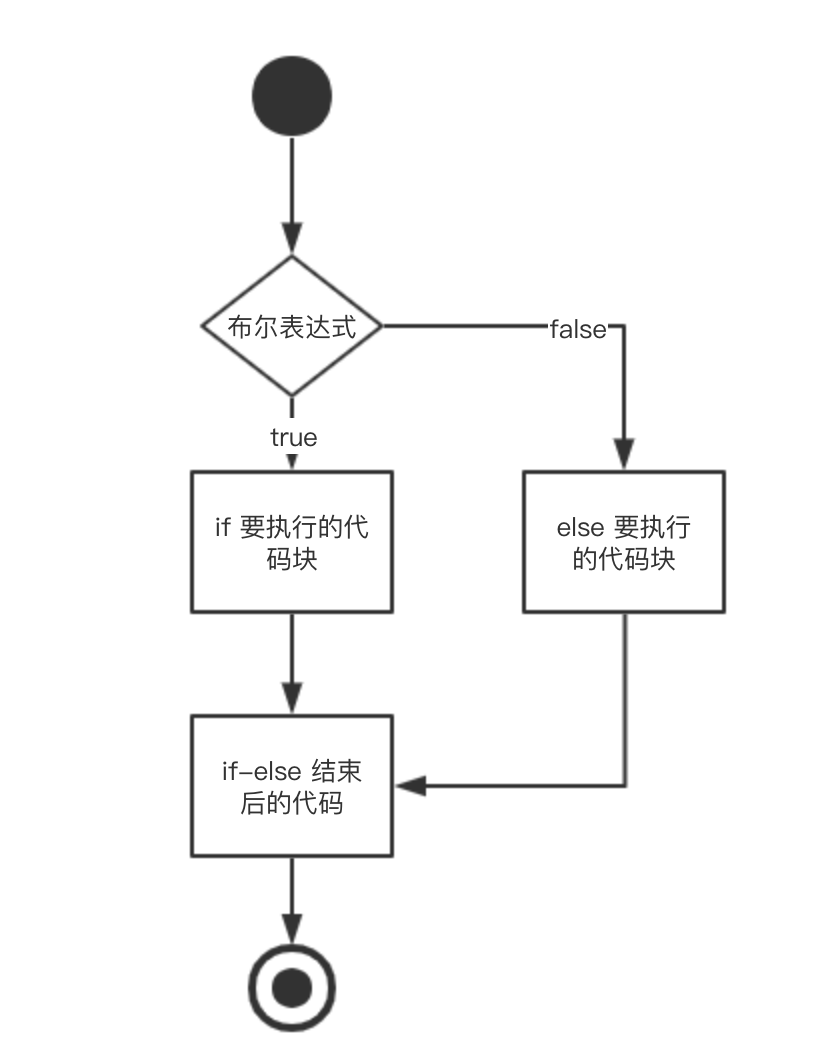 布尔表达式
false
true
if 要执行的代
码块
else 要执行
的代码块
if-else 结束
后的代码